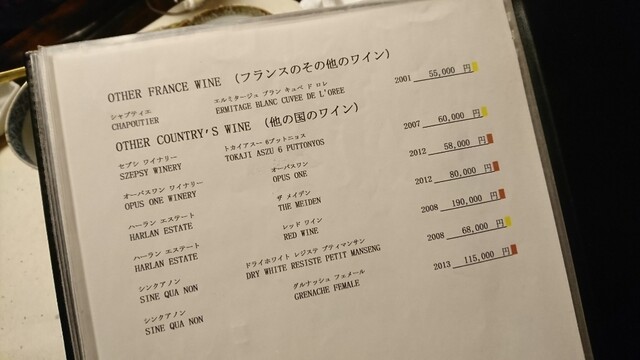 OTHER FRANCE WINE (フランスのその他のワイン)
シャプティエ エルミタージュ ブラン キュベ ド ロレ
CHAPOUTIER ERMITAGE BLANC CUVEE DE L'OREE 2001 55,000 円
OTHER COUNTRY'S WINE (他の国のワイン)
セプシ ワイナリー トカイアスー 6プットニョス
SZEPSY WINERY TOKAJI ASZU 6 PUTTONYOS 2007 60,000 円
オーパスワン ワイナリー オーパスワン
OPUS ONE WINERY OPUS ONE 2012 58,000 円
ハーラン エステート ザ メイデン
HARLAN ESTATE THE MEIDEN 2012 80,000 円
ハーラン エステート レッド ワイン
HARLAN ESTATE RED WINE 2008 190,000 円
シンクアノン ドライホワイト レジステ プティマンサン
SINE QUA NON DRY WHITE RESISTE PETIT MANSENG 2008 68,000 円
シンクアノン グルナッシュ フェメール
SINE QUA NON GRENACHE FEMALE 2013 115,000 円